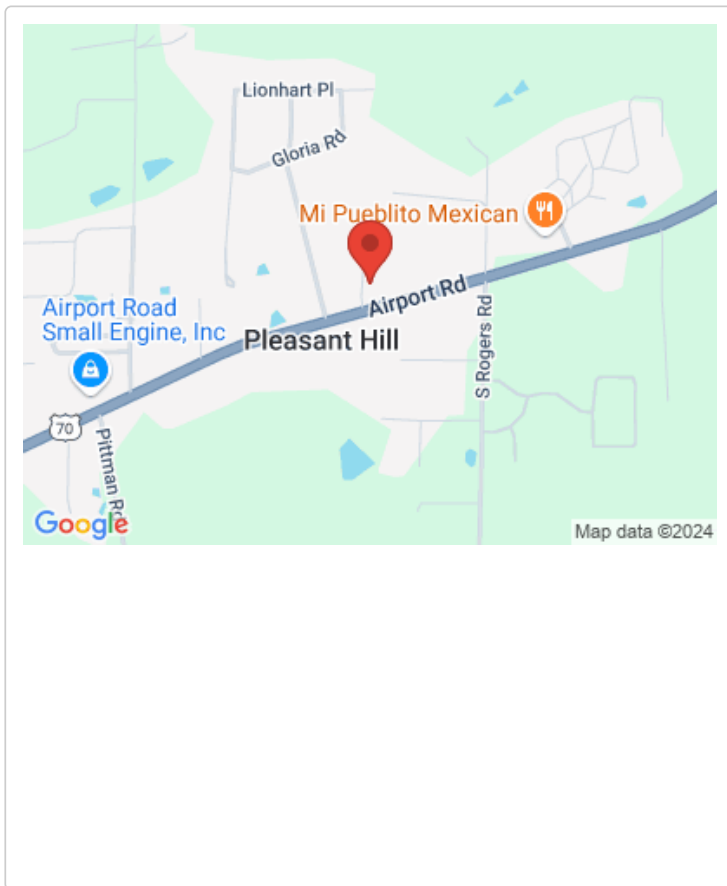 Lionhart Pl
Gloria Rd
Mi Pueblito Mexican
Airport Rd
Airport Road
Small Engine, Inc
Pleasant Hill
S Rogers Rd
70
Pittman Rd
Google
Map data ©2024